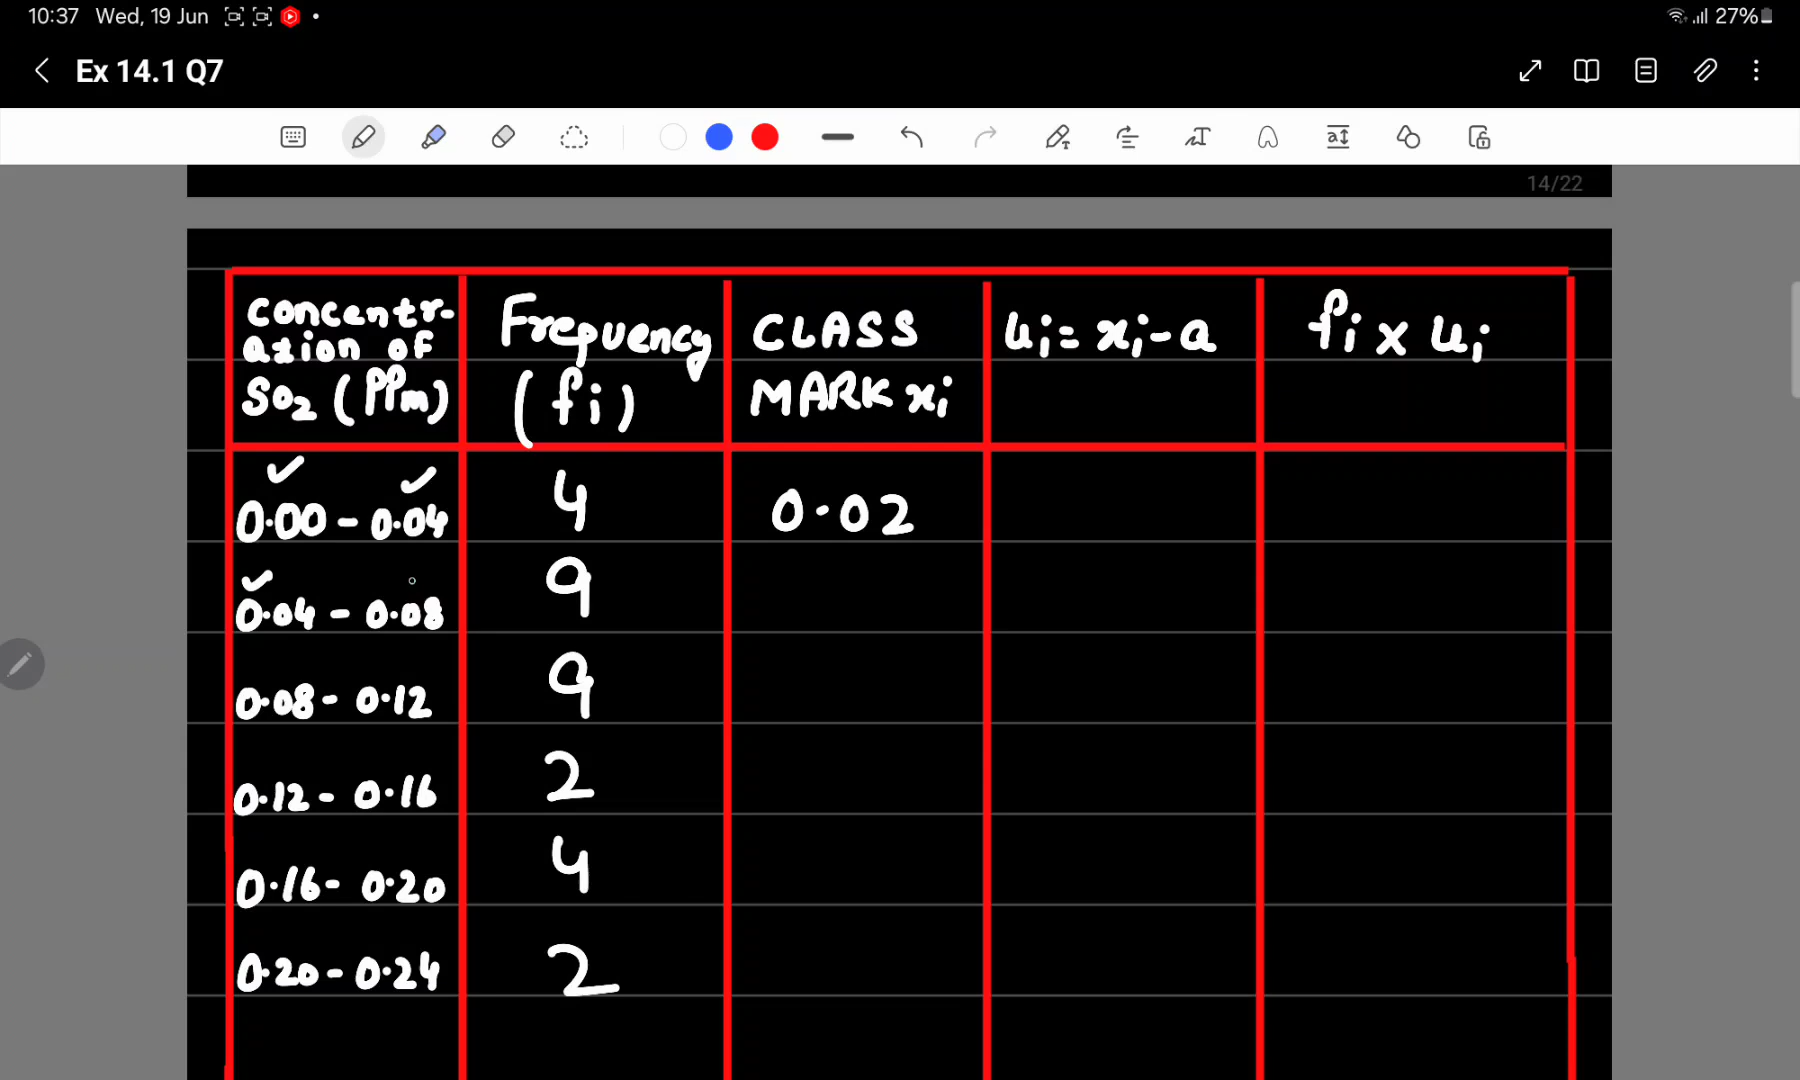 10:37 Wed, 19 Jun
27%
Ex 14.1 Q7
14/22
Concentr-
ation of
SO2 (PPm)
Frequency
(fi)
CLASS
MARK xi
ui = xi - a
fi x ui
0.00 - 0.04
4
0.02
0.04 - 0.08
9
0.08 - 0.12
9
0.12 - 0.16
2
0.16 - 0.20
4
0.20 - 0.24
2